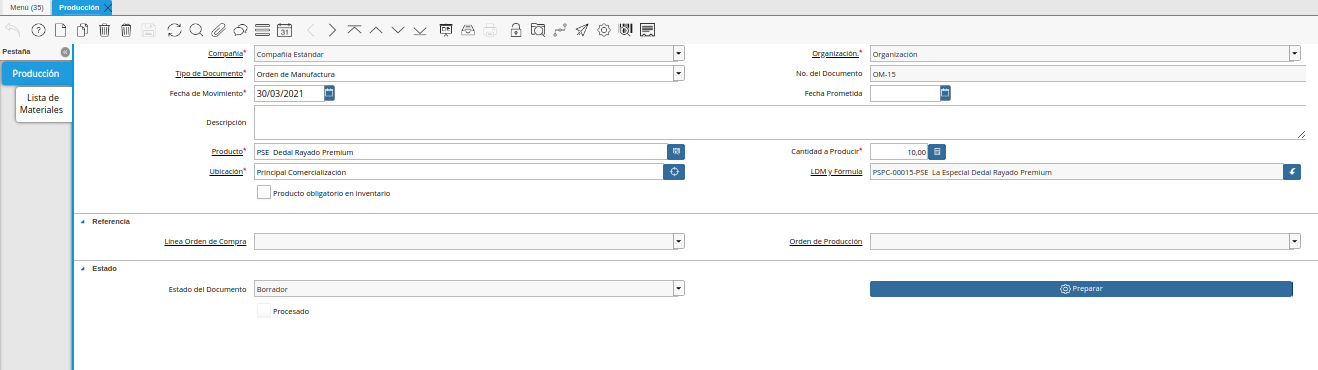 Menú (35) Producción
31
Pestaña
Producción
Lista de
Materiales
Compañía* Compañía Estándar Organización.* Organización
Tipo de Documento* Orden de Manufactura No. del Documento OM-15
Fecha de Movimiento* 30/03/2021 Fecha Prometida
Descripción
Producto* PSE Dedal Rayado Premium Cantidad a Producir* 10,00
Ubicación* Principal Comercialización LDM y Fórmula PSPC-00015-PSE La Especial Dedal Rayado Premium
Producto obligatorio en inventario
Referencia
Línea Orden de Compra Orden de Producción
Estado
Estado del Documento Borrador Preparar
Procesado